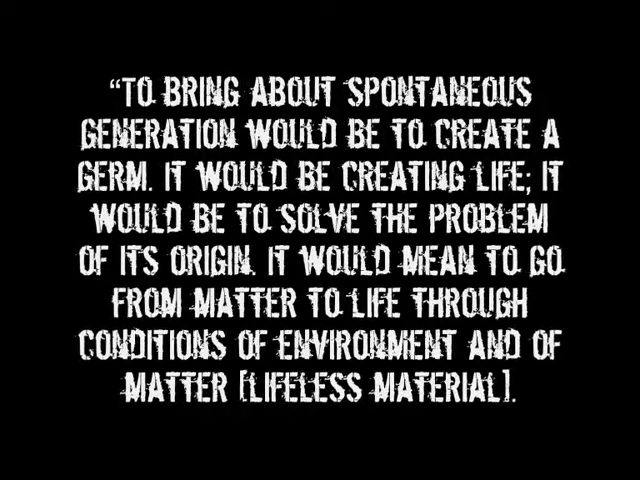 “TO BRING ABOUT SPONTANEOUS
GENERATION WOULD BE TO CREATE A
GERM. IT WOULD BE CREATING LIFE; IT
WOULD BE TO SOLVE THE PROBLEM
OF ITS ORIGIN. IT WOULD MEAN TO GO
FROM MATTER TO LIFE THROUGH
CONDITIONS OF ENVIRONMENT AND OF
MATTER [LIFELESS MATERIAL].